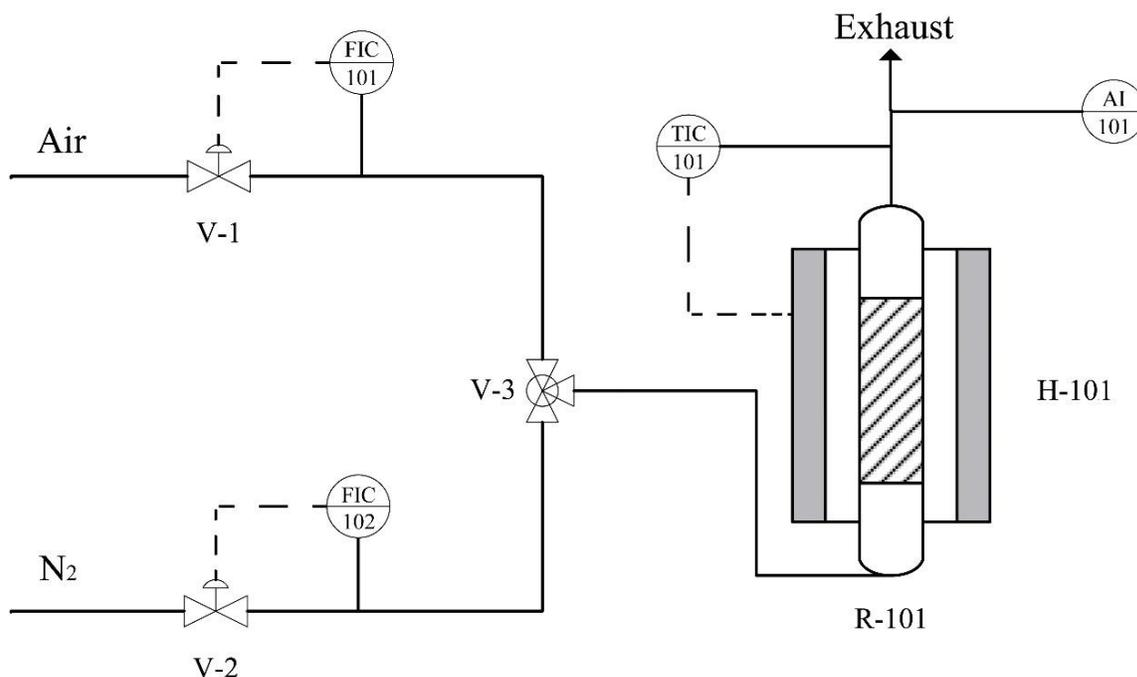 Exhaust
FIC
101
AI
101
Air
TIC
101
V-1
V-3
H-101
FIC
102
N₂
R-101
V-2